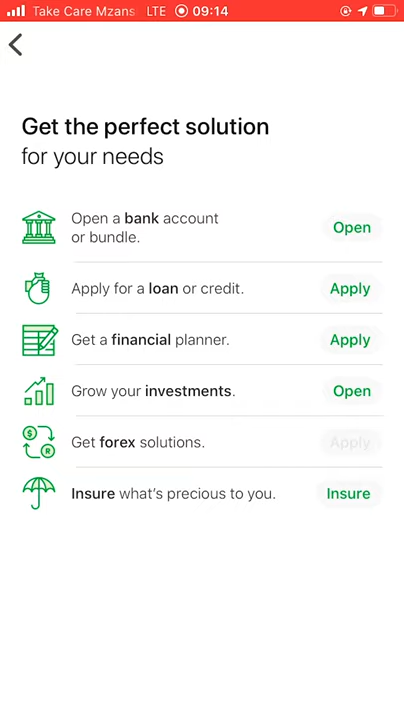 Take Care Mzans LTE 09:14
Get the perfect solution
for your needs
Open a bank account
or bundle.
Open
Apply for a loan or credit.
Apply
Get a financial planner.
Apply
Grow your investments.
Open
$
R
Get forex solutions.
Apply
Insure what's precious to you.
Insure